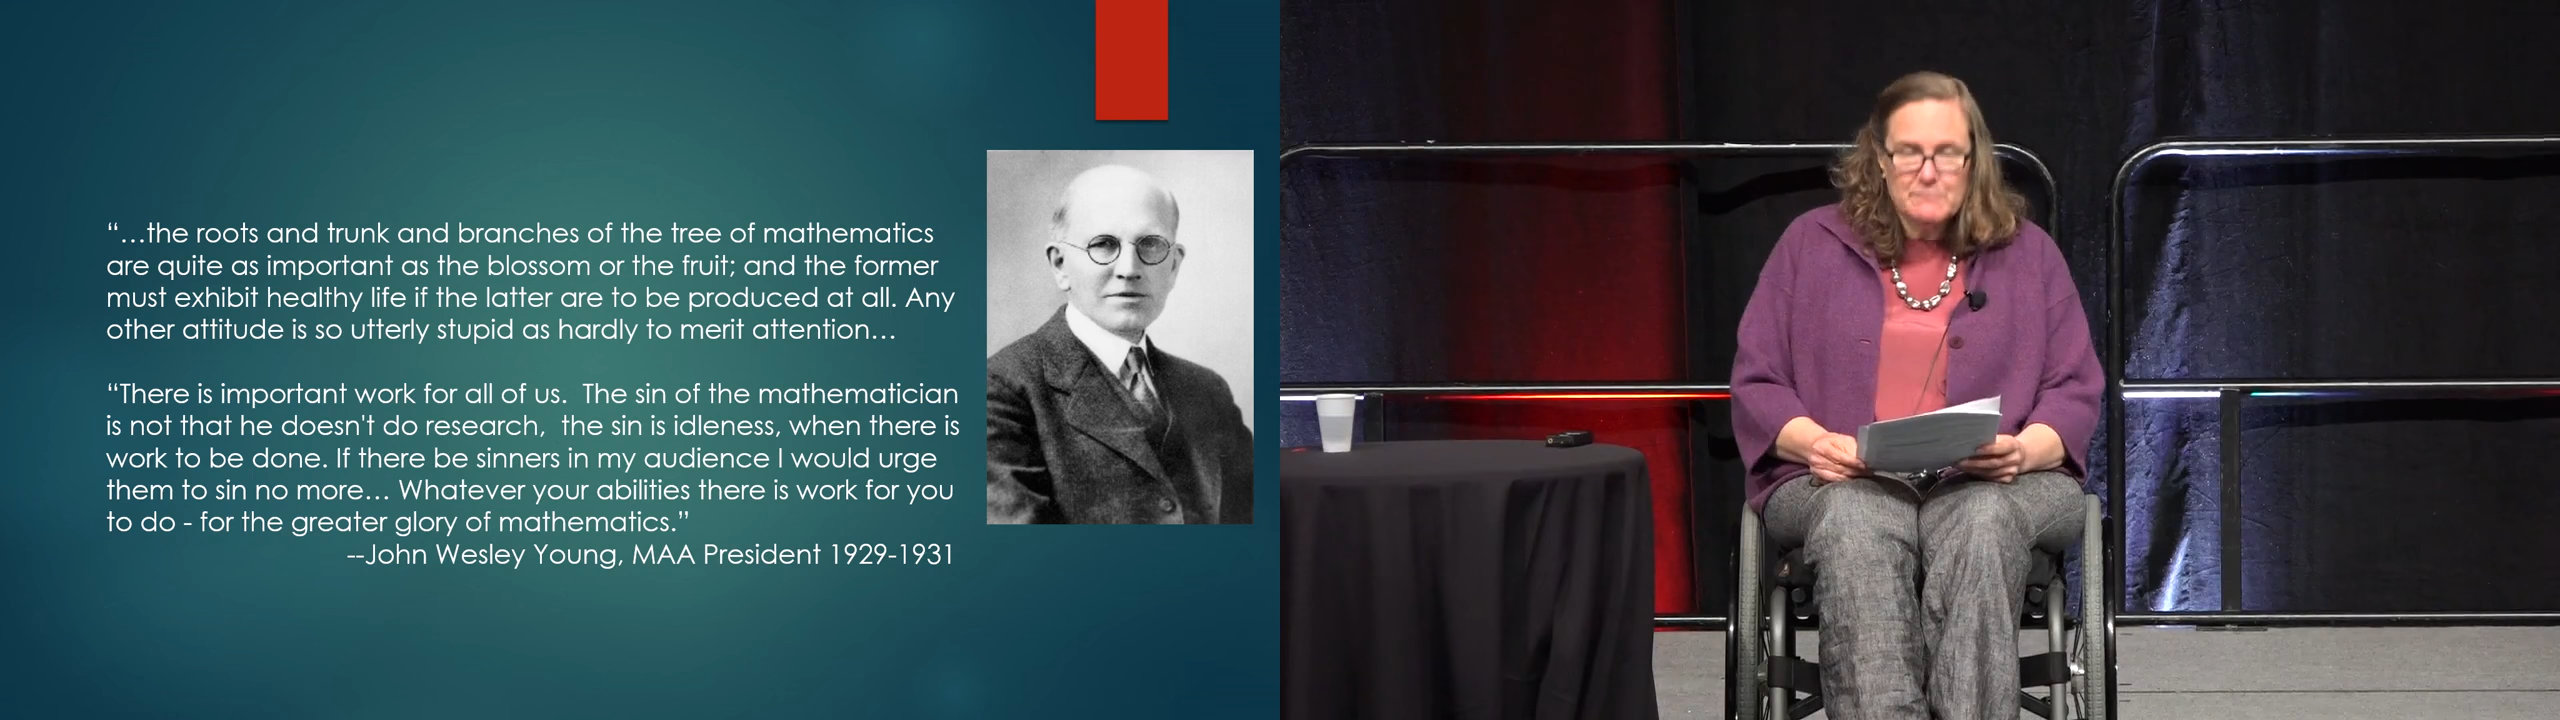 “…the roots and trunk and branches of the tree of mathematics
are quite as important as the blossom or the fruit; and the former
must exhibit healthy life if the latter are to be produced at all. Any
other attitude is so utterly stupid as hardly to merit attention…
“There is important work for all of us.  The sin of the mathematician
is not that he doesn't do research,  the sin is idleness, when there is
work to be done. If there be sinners in my audience I would urge
them to sin no more… Whatever your abilities there is work for you
to do - for the greater glory of mathematics.”
--John Wesley Young, MAA President 1929-1931